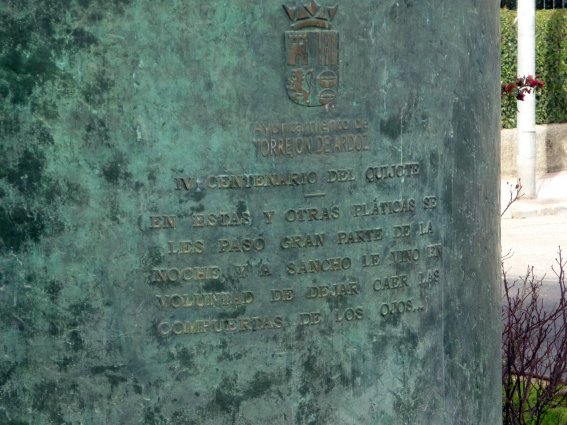 Ayuntamiento de
TORREJON DE ARDOZ
IV CENTENARIO DEL QUIJOTE
EN ESTAS Y OTRAS PLÁTICAS SE
LES PASÓ GRAN PARTE DE LA
NOCHE, Y A SANCHO LE VINO EN
VOLUNTAD DE DEJAR CAER LAS
COMPUERTAS DE LOS OJOS...